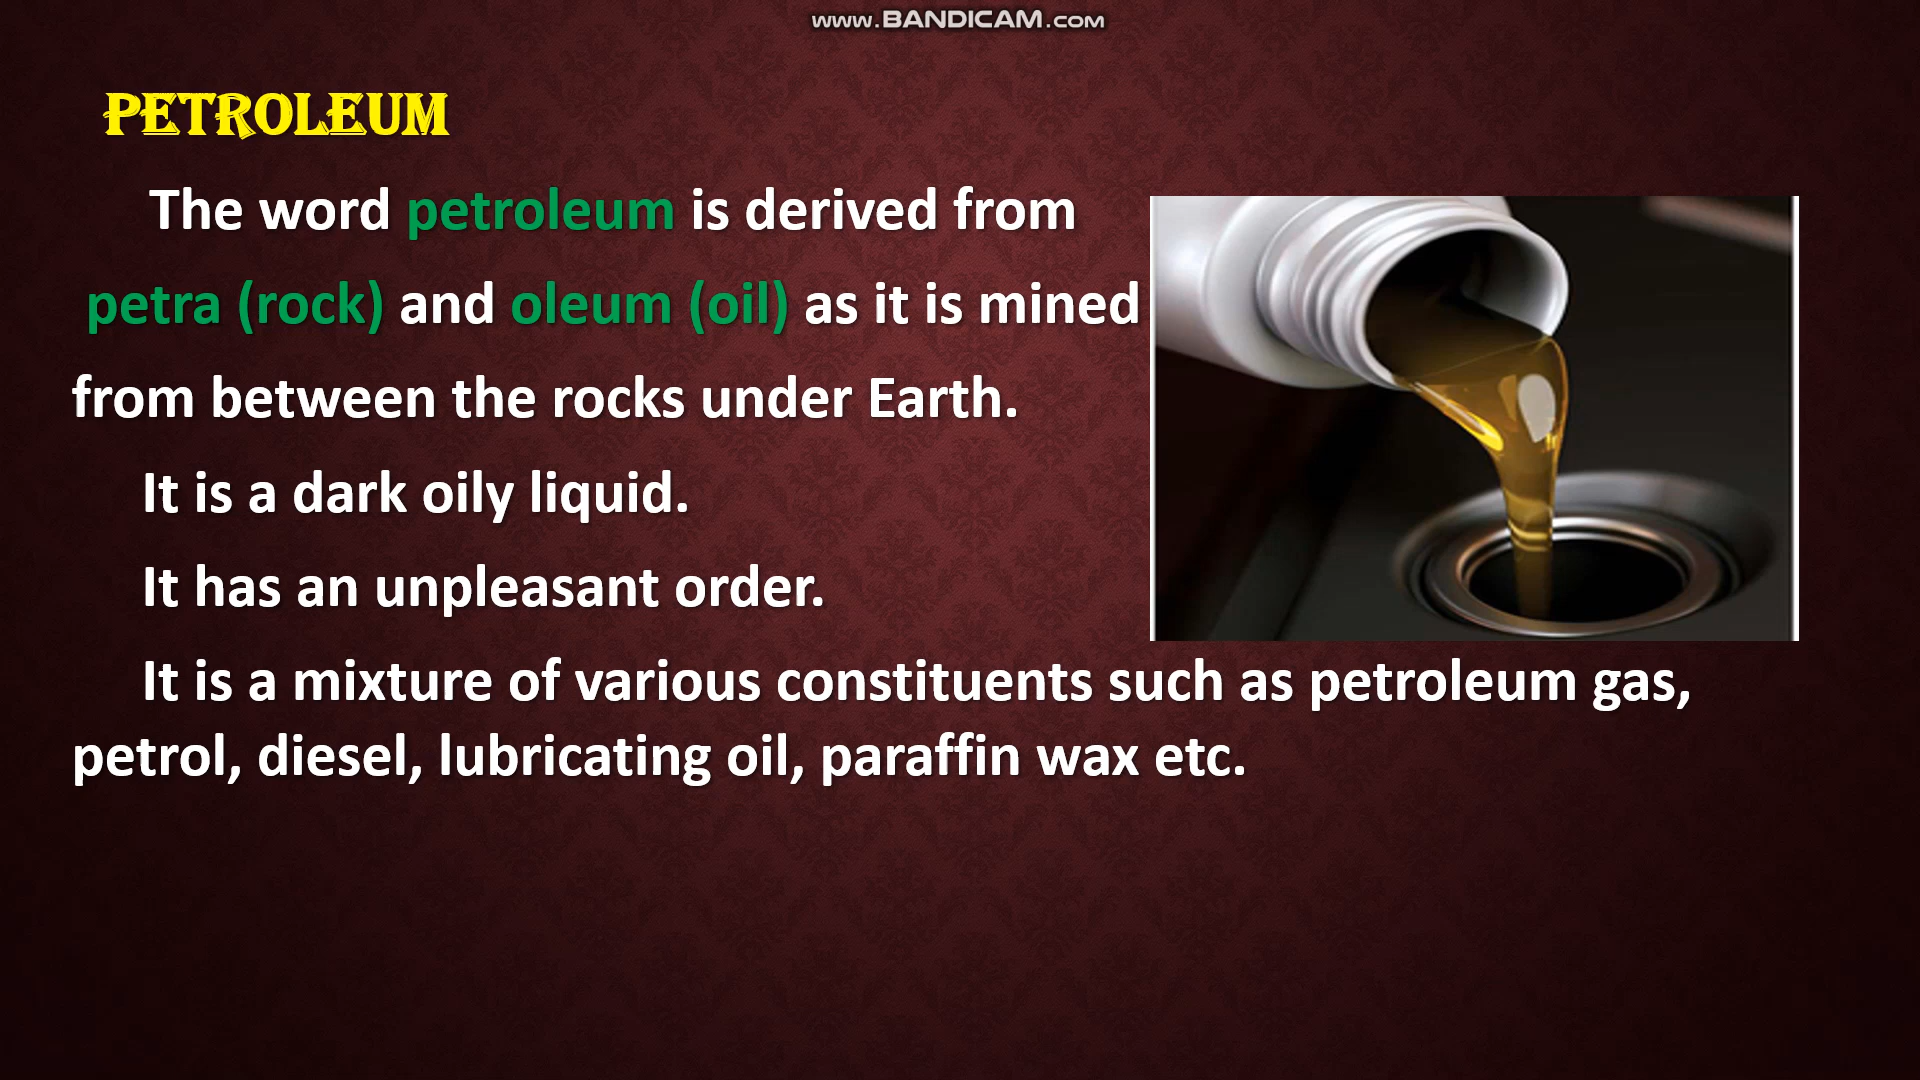 www.BANDICAM.com
PETROLEUM
The word petroleum is derived from
petra (rock) and oleum (oil) as it is mined
from between the rocks under Earth.
It is a dark oily liquid.
It has an unpleasant order.
It is a mixture of various constituents such as petroleum gas,
petrol, diesel, lubricating oil, paraffin wax etc.